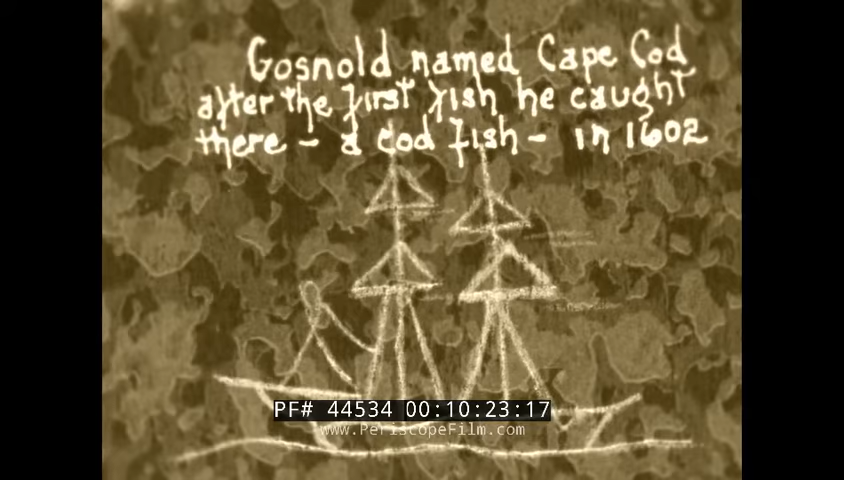 Gosnold named Cape Cod
after the first fish he caught
there - a cod fish - in 1602
PF# 44534 00:10:23:17
www.PeriscopeFilm.com